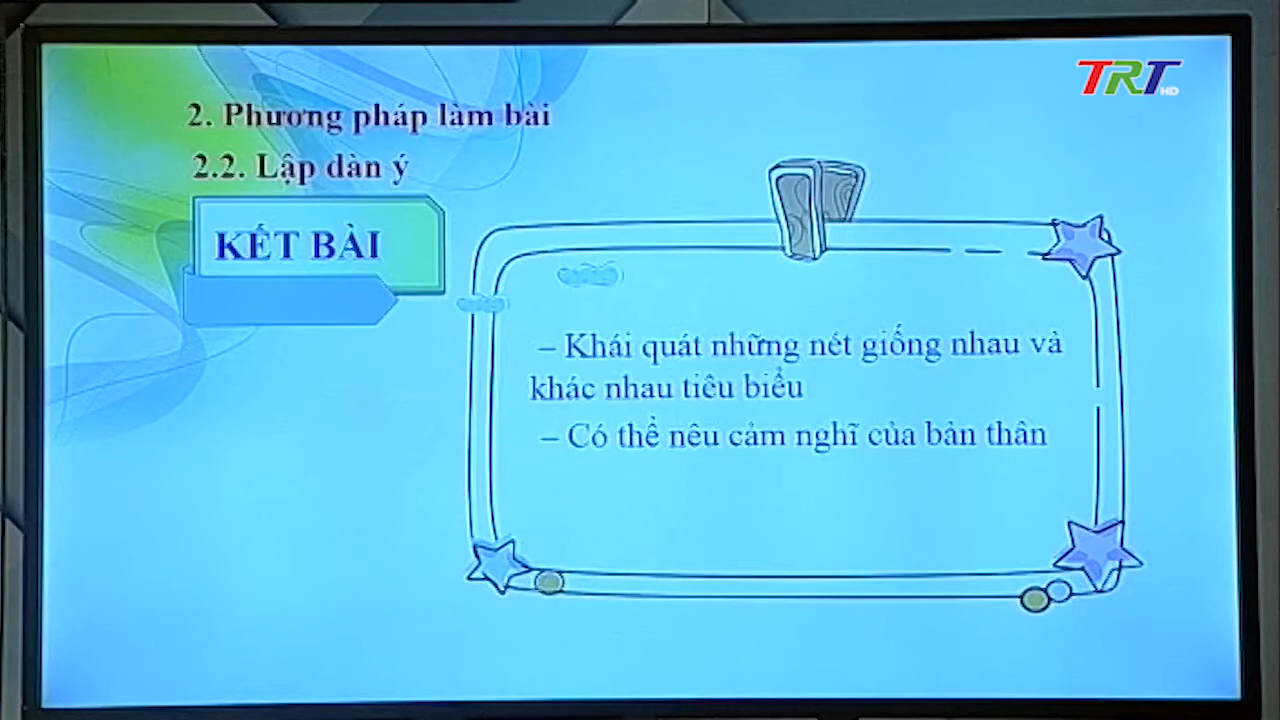 TRT HD
2. Phương pháp làm bài
2.2. Lập dàn ý
KẾT BÀI
– Khái quát những nét giống nhau và
khác nhau tiêu biểu
– Có thể nêu cảm nghĩ của bản thân